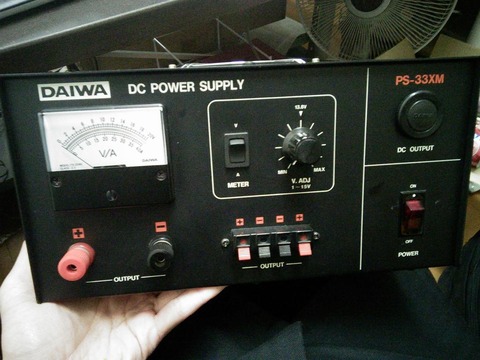 DAIWA
DC POWER SUPPLY
PS-33XM
V/A
DAIWA
V
METER
A
13.8V
MIN
MAX
V. ADJ
1~15V
DC OUTPUT
ON
OFF
POWER
+
−
OUTPUT
+ − − +
OUTPUT